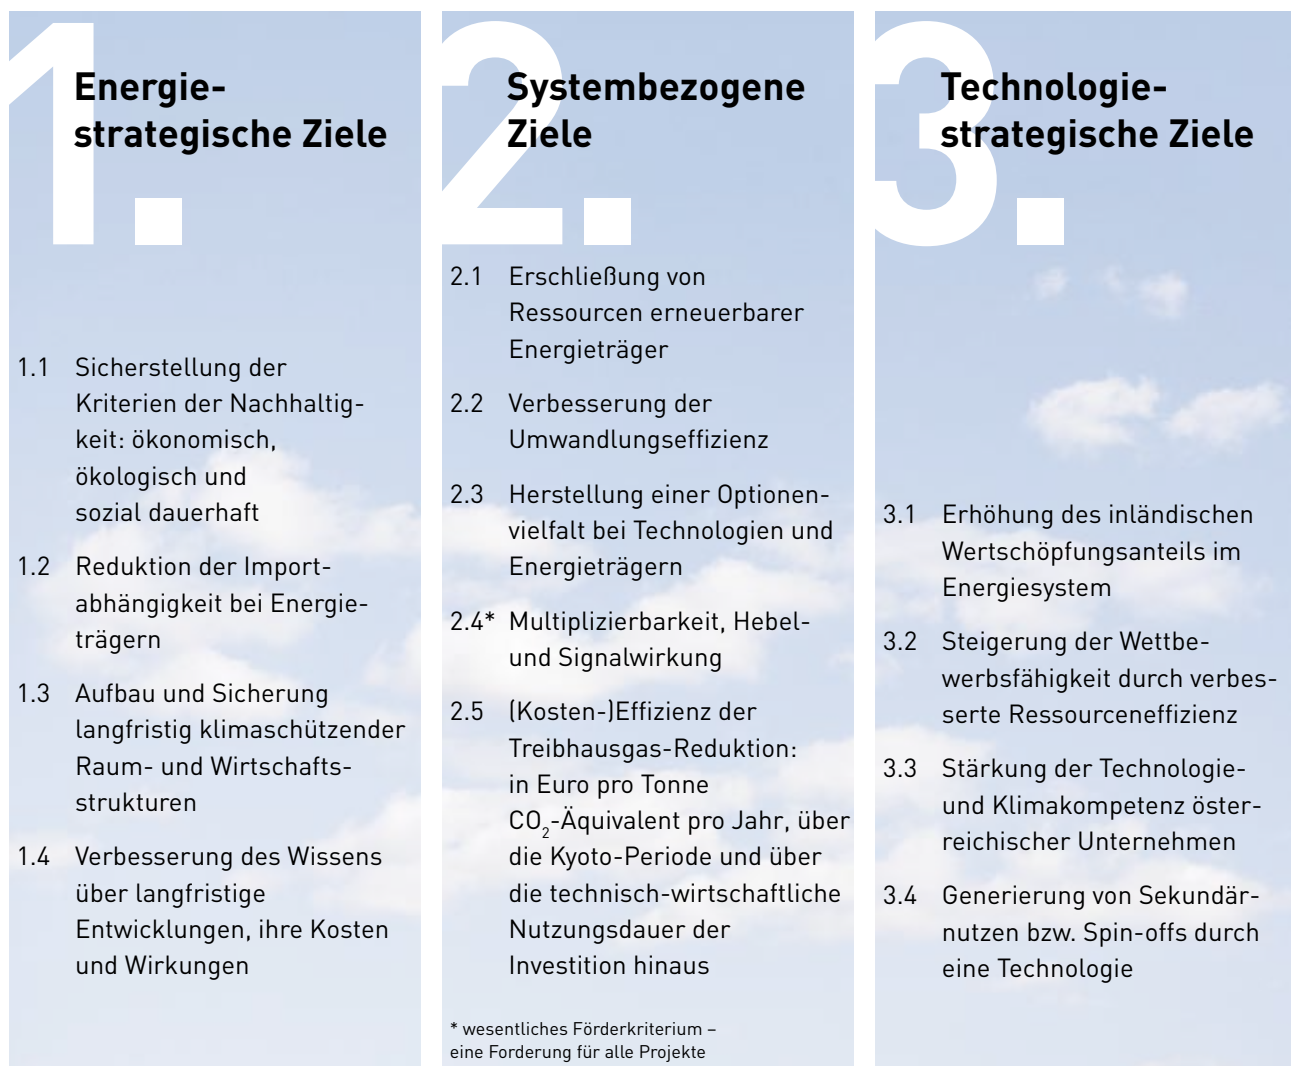 1.
Energie-
strategische Ziele
1.1 Sicherstellung der
Kriterien der Nachhaltig-
keit: ökonomisch,
ökologisch und
sozial dauerhaft
1.2 Reduktion der Import-
abhängigkeit bei Energie-
trägern
1.3 Aufbau und Sicherung
langfristig klimaschützender
Raum- und Wirtschafts-
strukturen
1.4 Verbesserung des Wissens
über langfristige
Entwicklungen, ihre Kosten
und Wirkungen
2.
Systembezogene
Ziele
2.1 Erschließung von
Ressourcen erneuerbarer
Energieträger
2.2 Verbesserung der
Umwandlungseffizienz
2.3 Herstellung einer Optionen-
vielfalt bei Technologien und
Energieträgern
2.4* Multiplizierbarkeit, Hebel-
und Signalwirkung
2.5 (Kosten-)Effizienz der
Treibhausgas-Reduktion:
in Euro pro Tonne
CO₂-Äquivalent pro Jahr, über
die Kyoto-Periode und über
die technisch-wirtschaftliche
Nutzungsdauer der
Investition hinaus
* wesentliches Förderkriterium –
eine Forderung für alle Projekte
3.
Technologie-
strategische Ziele
3.1 Erhöhung des inländischen
Wertschöpfungsanteils im
Energiesystem
3.2 Steigerung der Wettbe-
werbsfähigkeit durch verbes-
serte Ressourceneffizienz
3.3 Stärkung der Technologie-
und Klimakompetenz öster-
reichischer Unternehmen
3.4 Generierung von Sekundär-
nutzen bzw. Spin-offs durch
eine Technologie